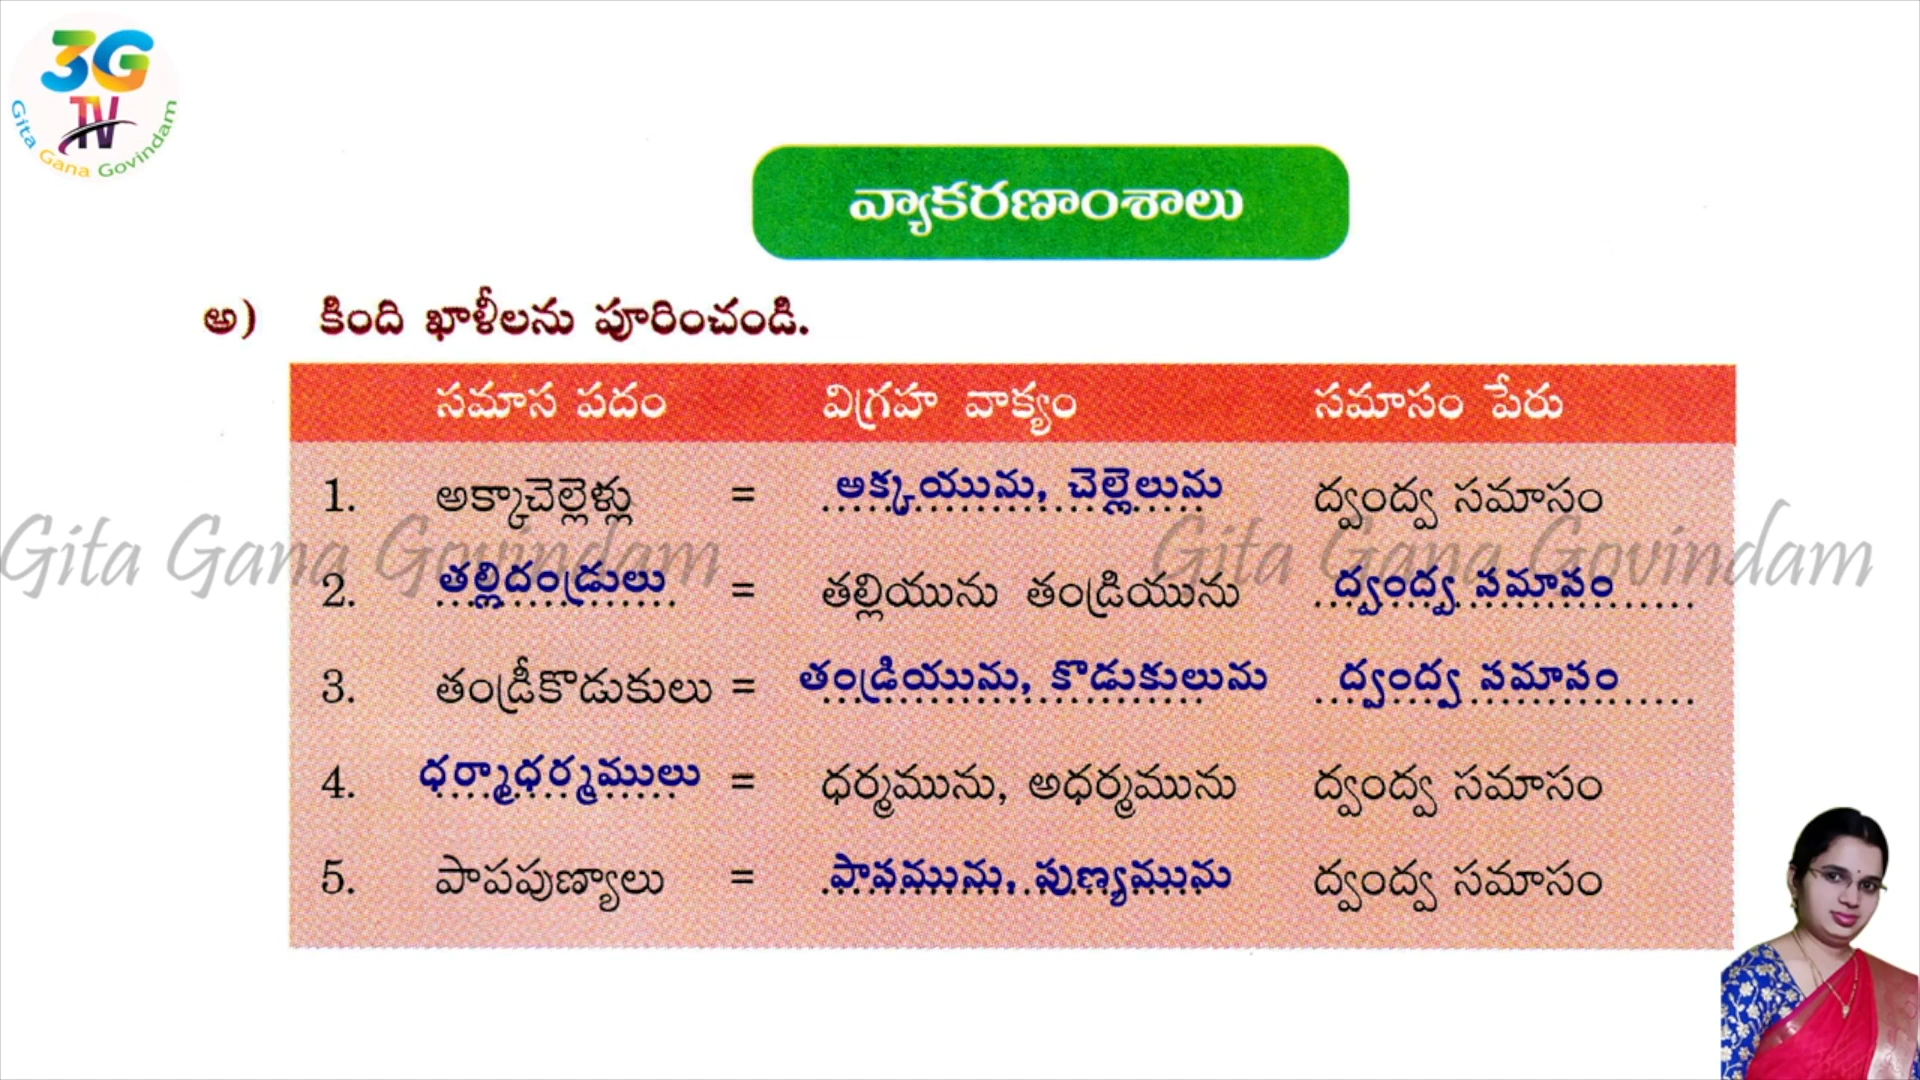 3G
TV
Gita Gana Govindam
వ్యాకరణాంశాలు
అ) కింది ఖాళీలను పూరించండి.
సమాస పదం విగ్రహ వాక్యం సమాసం పేరు
1. అక్కాచెల్లెళ్లు = అక్కయును, చెల్లెలును ద్వంద్వ సమాసం
Gita Gana Govindam Gita Gana Govindam
2. తల్లిదండ్రులు = తల్లియును తండ్రియును ద్వంద్వ సమాసం
3. తండ్రీకొడుకులు = తండ్రియును, కొడుకులును ద్వంద్వ సమాసం
4. ధర్మాధర్మములు = ధర్మమును, అధర్మమును ద్వంద్వ సమాసం
5. పాపపుణ్యాలు = పాపమును, పుణ్యమును ద్వంద్వ సమాసం